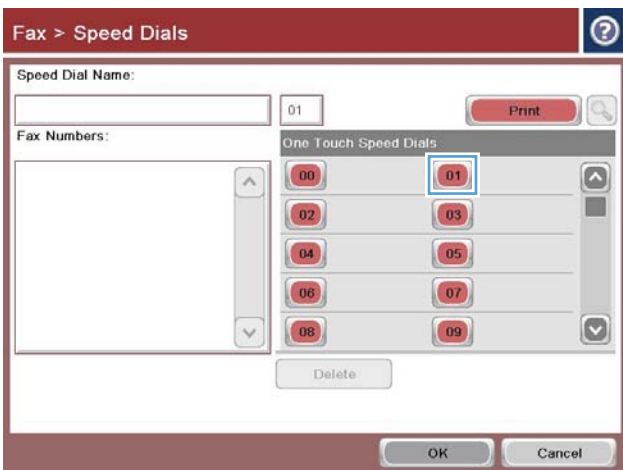 Fax > Speed Dials
?
Speed Dial Name:
01
Print
Fax Numbers:
One Touch Speed Dials
00 01
02 03
04 05
06 07
08 09
Delete
OK Cancel